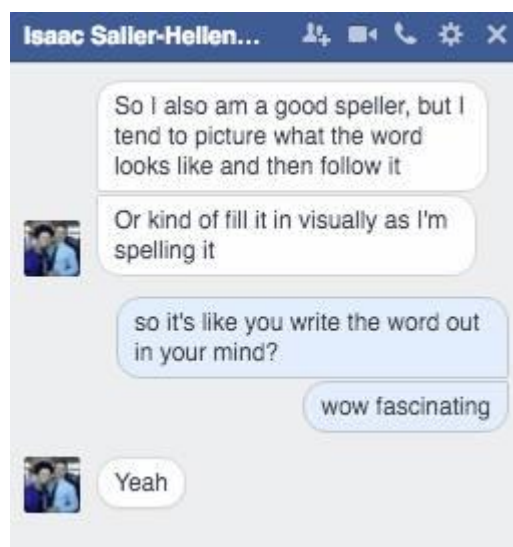 Isaac Saller-Hellen...
So I also am a good speller, but I
tend to picture what the word
looks like and then follow it
Or kind of fill it in visually as I'm
spelling it
so it's like you write the word out
in your mind?
wow fascinating
Yeah